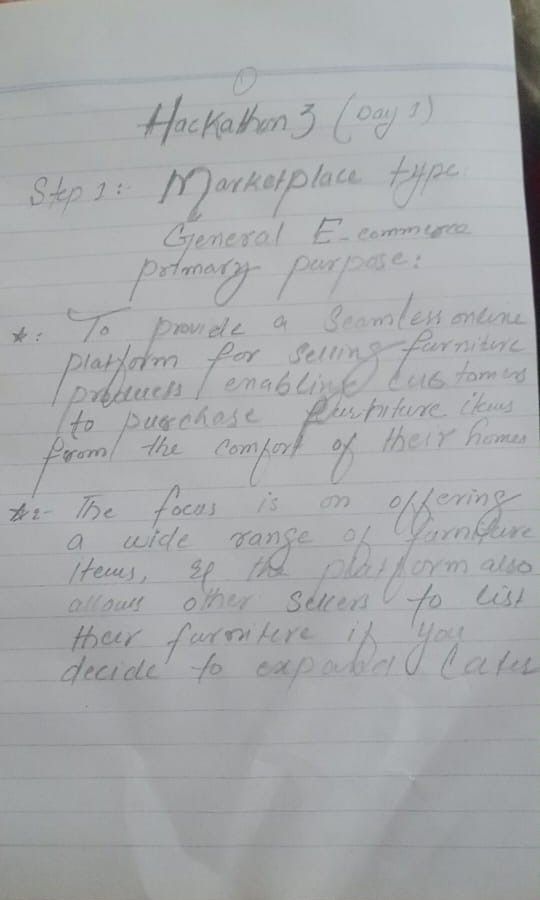 1
Hackathon 3 (Day 1)
Step 1:- Marketplace type:
General E-commerce
primary purpose:
*: To provide a Seamless online
platform for selling furniture
products, enabling customers
to purchase furniture items
from the comfort of their homes
*2- The focus is on offering
a wide range of furniture
Items, & the platform also
allows other Sellers to list
their furniture if you
decide to expand Later